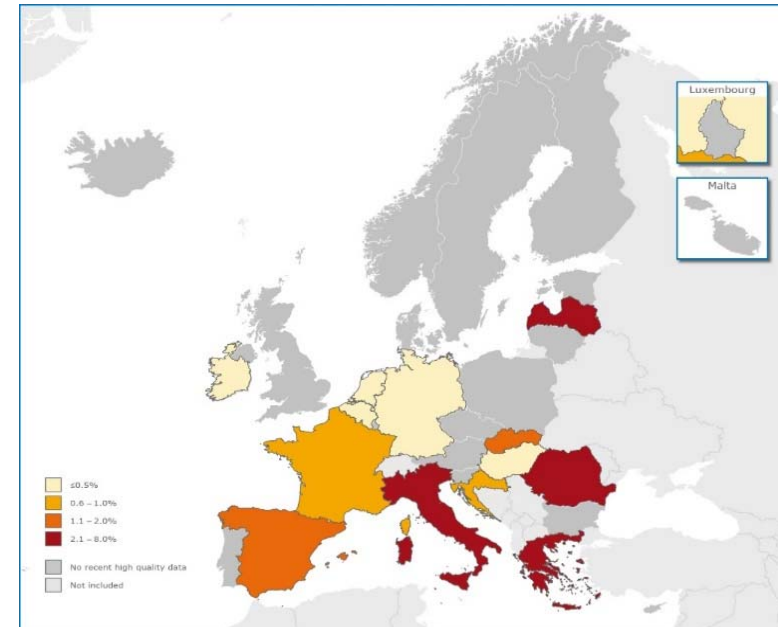 Luxembourg
Malta
≤0.5%
0.6 – 1.0%
1.1 – 2.0%
2.1 – 8.0%
No recent high quality data
Not included